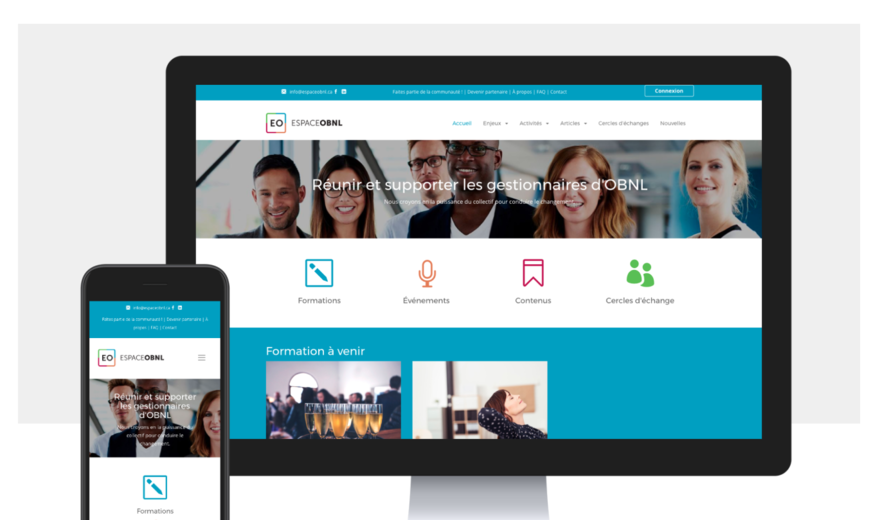 info@espaceobnl.ca
Faites partie de la communauté ! | Devenir partenaire | À propos | FAQ | Contact
Connexion
EO ESPACEOBNL
Accueil Enjeux Activités Articles Cercles d'échanges Nouvelles
Réunir et supporter les gestionnaires d'OBNL
Nous croyons en la puissance du collectif pour conduire le changement.
Formations
Événements
Contenus
Cercles d'échange
Formation à venir
info@espaceobnl.ca
Faites partie de la communauté ! | Devenir partenaire | À
propos | FAQ | Contact
EO ESPACEOBNL
Réunir et supporter
les gestionnaires
d'OBNL
Nous croyons en la puissance du
collectif pour conduire le
changement.
Formations